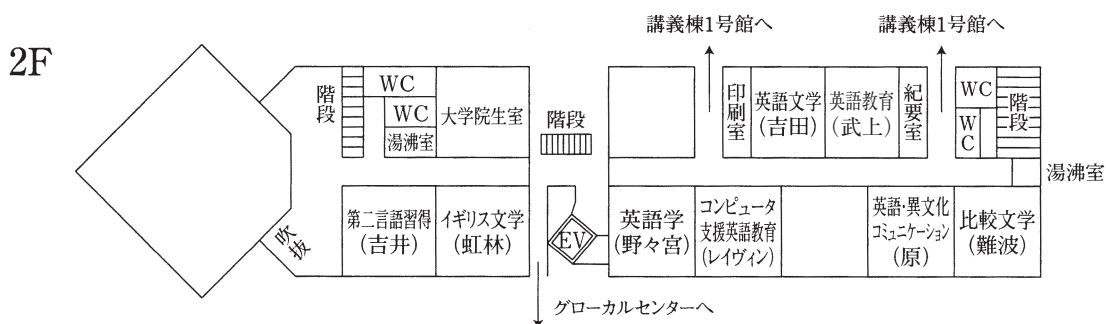 講義棟1号館へ
講義棟1号館へ
2F
階段
WC
WC
湯沸室
大学院生室
階段
印刷室
英語文学
(吉田)
英語教育
(武上)
紀要室
WC
WC
階段
湯沸室
吹抜
第二言語習得
(吉井)
イギリス文学
(虹林)
EV
英語学
(野々宮)
コンピュータ
支援英語教育
(レイヴィン)
英語・異文化
コミュニケーション
(原)
比較文学
(難波)
グローカルセンターへ